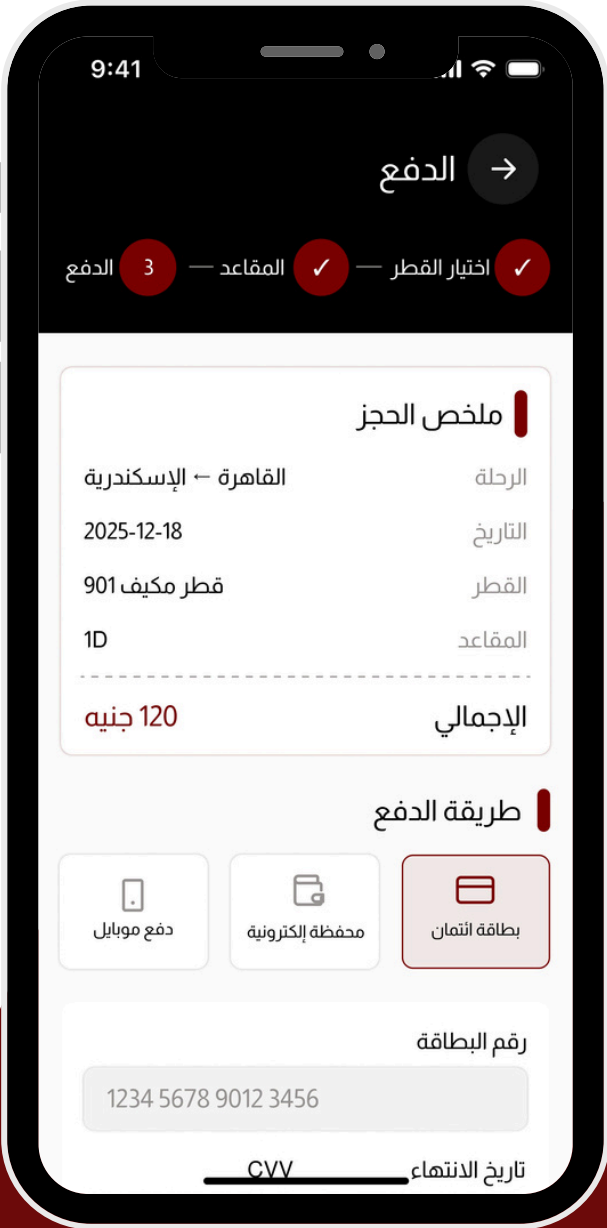 9:41
الدفع
✓ اختيار القطر — ✓ المقاعد — 3 الدفع
ملخص الحجز
الرحلة القاهرة ← الإسكندرية
التاريخ 2025-12-18
القطر قطر مكيف 901
المقاعد 1D
الإجمالي 120 جنيه
طريقة الدفع
بطاقة ائتمان محفظة إلكترونية دفع موبايل
رقم البطاقة
1234 5678 9012 3456
تاريخ الانتهاء CVV